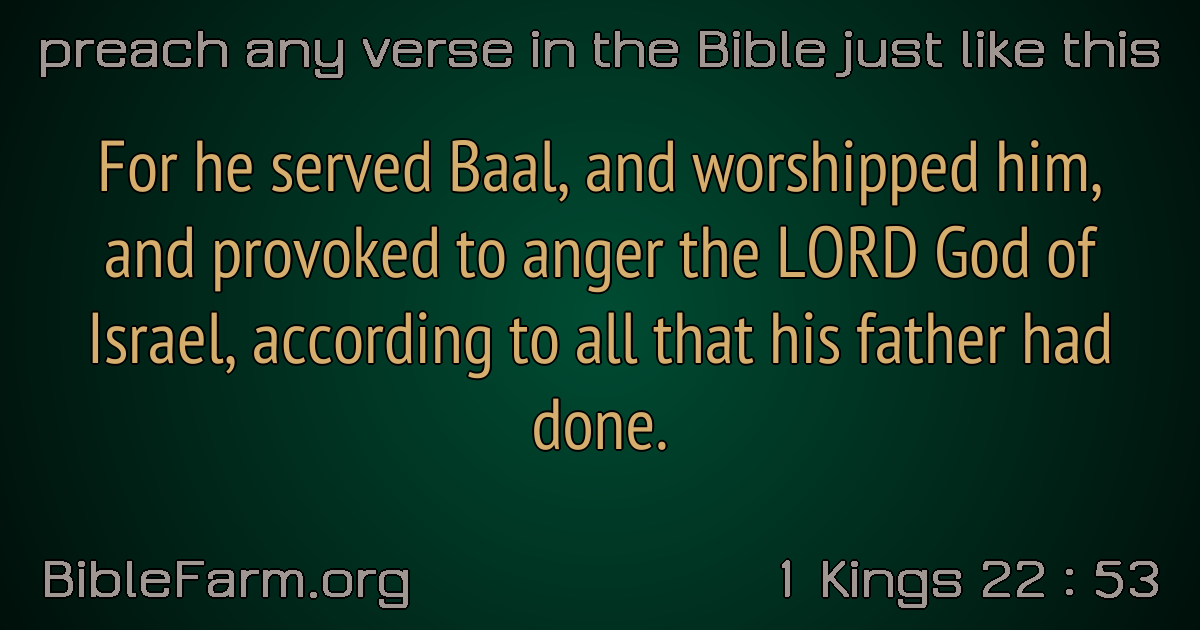 preach any verse in the Bible just like this
For he served Baal, and worshipped him,
and provoked to anger the LORD God of
Israel, according to all that his father had
done.
BibleFarm.org
1 Kings 22 : 53